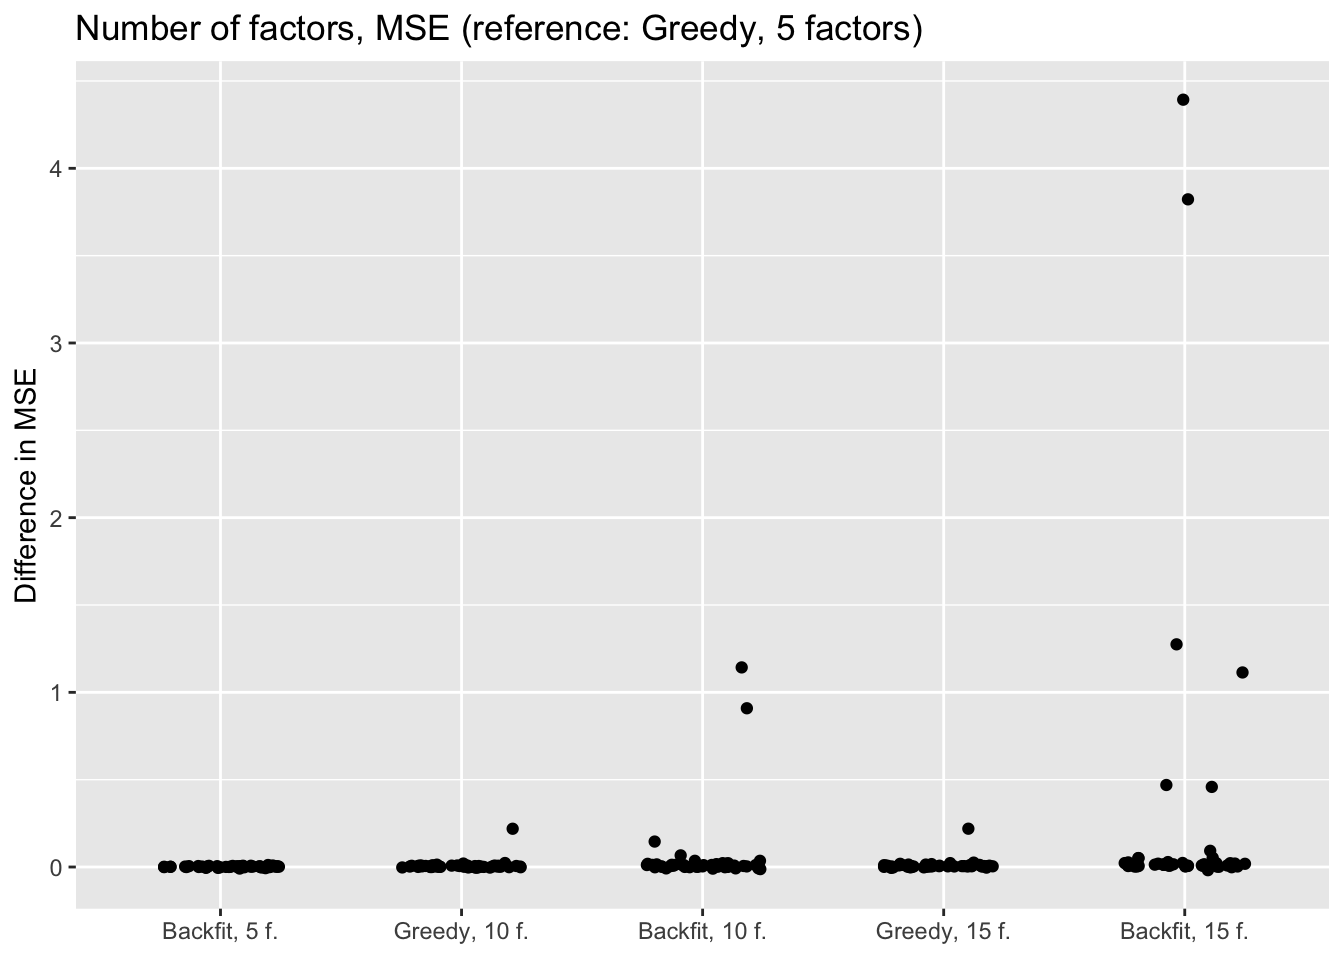 Number of factors, MSE (reference: Greedy, 5 factors)
Difference in MSE
4
3
2
1
0
Backfit, 5 f.
Greedy, 10 f.
Backfit, 10 f.
Greedy, 15 f.
Backfit, 15 f.